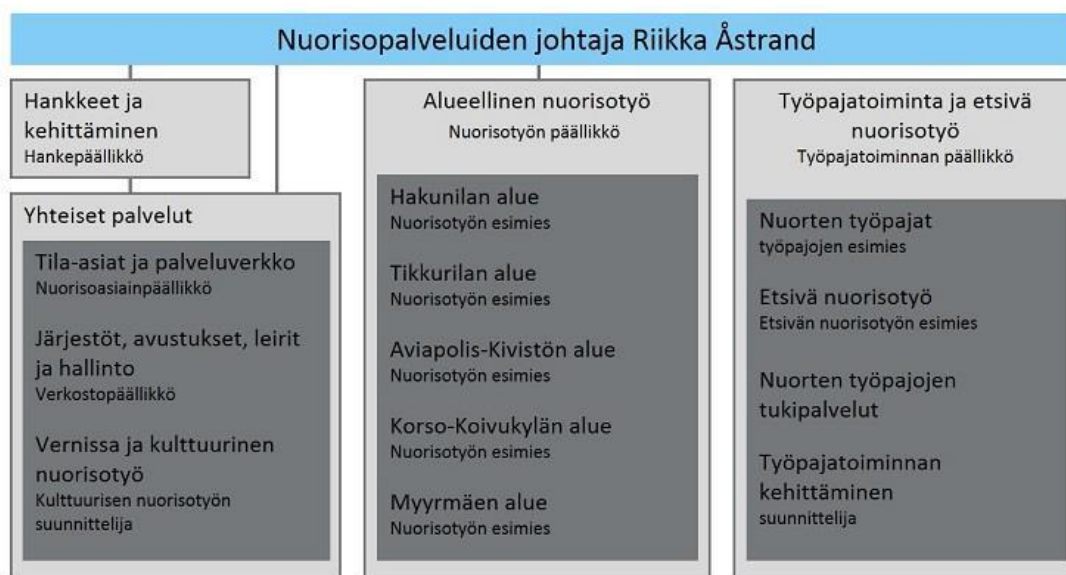 Nuorisopalveluiden johtaja Riikka Åstrand
Hankkeet ja
kehittäminen
Hankepäällikkö
Yhteiset palvelut
Tila-asiat ja palveluverkko
Nuorisoasiainpäällikkö
Järjestöt, avustukset, leirit
ja hallinto
Verkostopäällikkö
Vernissa ja kulttuurinen
nuorisotyö
Kulttuurisen nuorisotyön
suunnittelija
Alueellinen nuorisotyö
Nuorisotyön päällikkö
Hakunilan alue
Nuorisotyön esimies
Tikkurilan alue
Nuorisotyön esimies
Aviapolis-Kivistön alue
Nuorisotyön esimies
Korso-Koivukylän alue
Nuorisotyön esimies
Myyrmäen alue
Nuorisotyön esimies
Työpajatoiminta ja etsivä
nuorisotyö
Työpajatoiminnan päällikkö
Nuorten työpajat
työpajojen esimies
Etsivä nuorisotyö
Etsivän nuorisotyön esimies
Nuorten työpajojen
tukipalvelut
Työpajatoiminnan
kehittäminen
suunnittelija